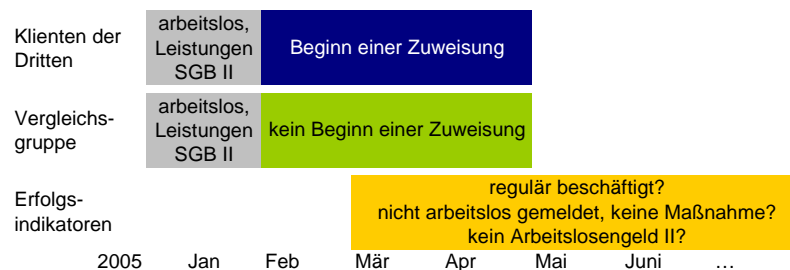 Klienten der
Dritten
arbeitslos,
Leistungen
SGB II
Beginn einer Zuweisung
Vergleichs-
gruppe
arbeitslos,
Leistungen
SGB II
kein Beginn einer Zuweisung
Erfolgs-
indikatoren
regulär beschäftigt?
nicht arbeitslos gemeldet, keine Maßnahme?
kein Arbeitslosengeld II?
2005 Jan Feb Mär Apr Mai Juni …